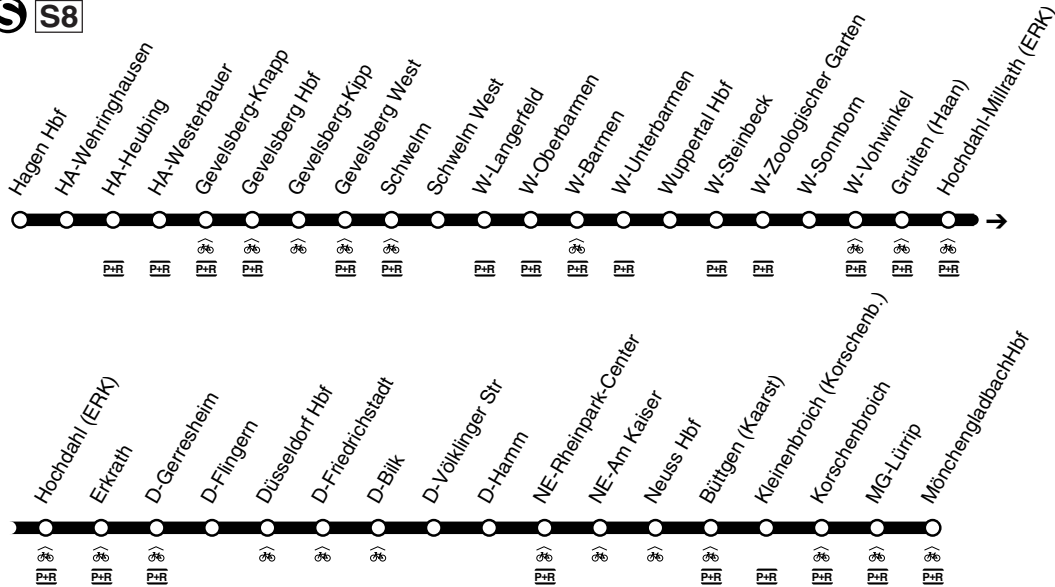 S S8
Hagen Hbf
HA-Wehringhausen
HA-Heubing
HA-Westerbauer
Gevelsberg-Knapp
Gevelsberg Hbf
Gevelsberg-Kipp
Gevelsberg West
Schwelm
Schwelm West
W-Langerfeld
W-Oberbarmen
W-Barmen
W-Unterbarmen
Wuppertal Hbf
W-Steinbeck
W-Zoologischer Garten
W-Sonnborn
W-Vohwinkel
Gruiten (Haan)
Hochdahl-Millrath (ERK)
P+R P+R P+R P+R P+R P+R P+R P+R P+R P+R P+R P+R P+R P+R P+R
Hochdahl (ERK)
Erkrath
D-Gerresheim
D-Flingern
Düsseldorf Hbf
D-Friedrichstadt
D-Bilk
D-Völklinger Str
D-Hamm
NE-Rheinpark-Center
NE-Am Kaiser
Neuss Hbf
Büttgen (Kaarst)
Kleinenbroich (Korschenb.)
Korschenbroich
MG-Lürrip
MönchengladbachHbf
P+R P+R P+R P+R P+R P+R P+R P+R P+R